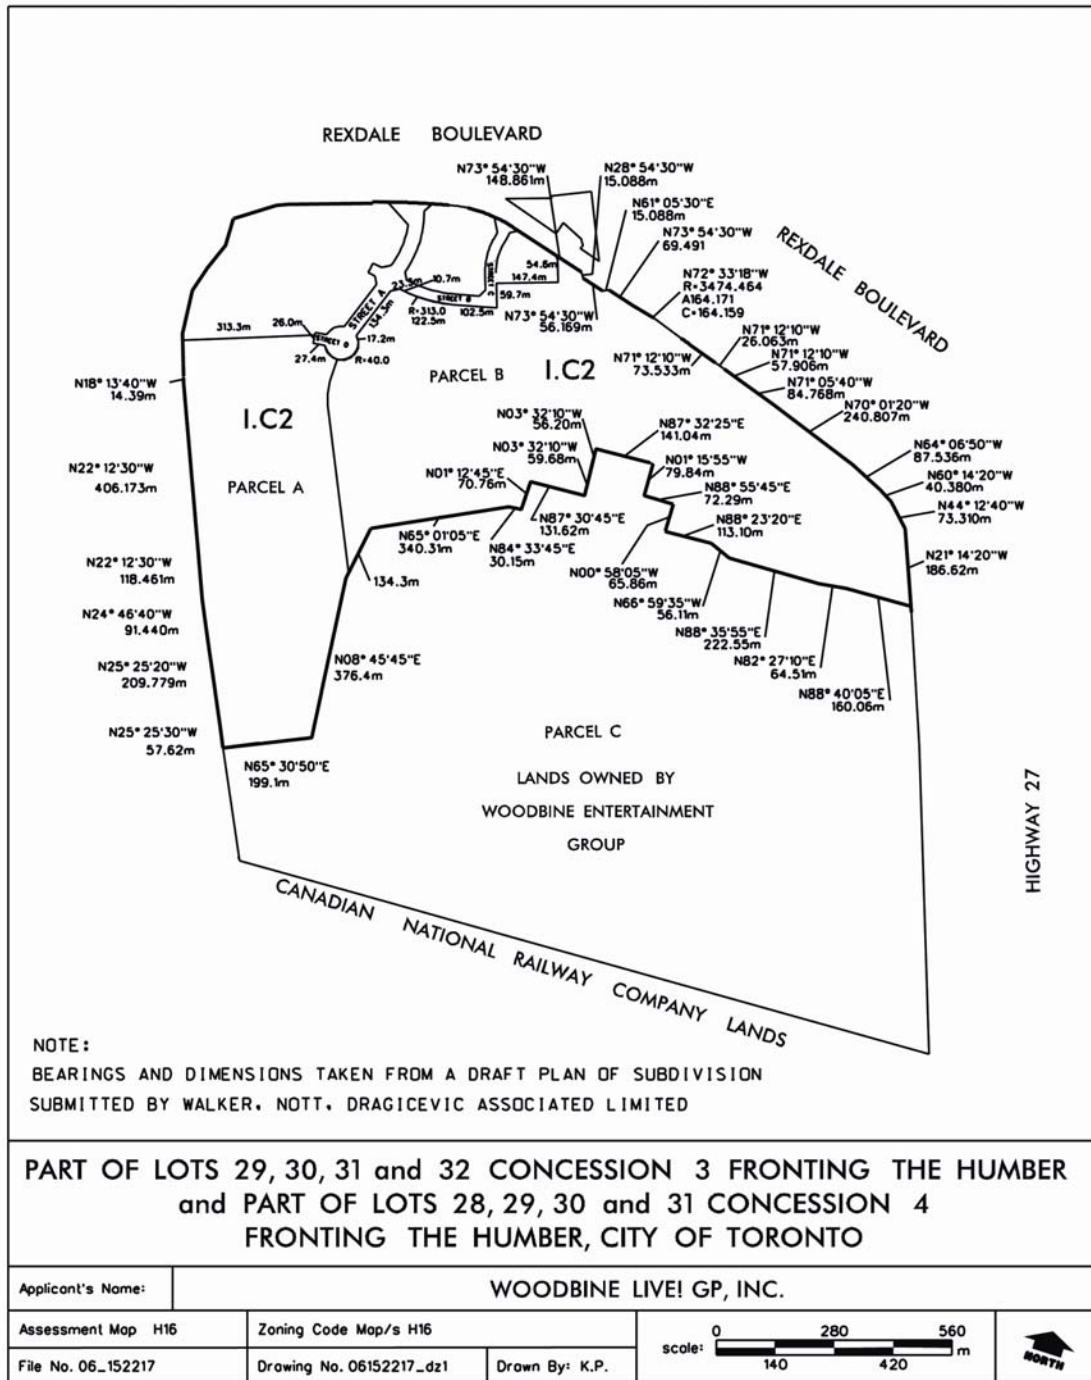 REXDALE BOULEVARD
N73° 54'30"W
148.861m
N28° 54'30"W
15.088m
N61° 05'30"E
15.088m
N73° 54'30"W
69.491
REXDALE BOULEVARD
N72° 33'18"W
R=3474.464
A164.171
C=164.159
N71° 12'10"W
26.063m
N71° 12'10"W
57.906m
N71° 05'40"W
84.768m
N70° 01'20"W
240.807m
N64° 06'50"W
87.536m
N60° 14'20"W
40.380m
N44° 12'40"W
73.310m
N21° 14'20"W
186.62m
54.6m
147.4m
59.7m
N73° 54'30"W
56.169m
N71° 12'10"W
73.533m
STREET A
134.3m
23.5m
10.7m
STREET B
R=313.0
122.5m
102.5m
STREET C
313.3m
26.0m
STREET D
27.4m
17.2m
R=40.0
N18° 13'40"W
14.39m
I.C2
PARCEL A
PARCEL B
I.C2
N22° 12'30"W
406.173m
N22° 12'30"W
118.461m
N24° 46'40"W
91.440m
N25° 25'20"W
209.779m
N25° 25'30"W
57.62m
N65° 30'50"E
199.1m
N08° 45'45"E
376.4m
134.3m
N65° 01'05"E
340.31m
N01° 12'45"E
70.76m
N84° 33'45"E
30.15m
N87° 30'45"E
131.62m
N03° 32'10"W
59.68m
N03° 32'10"W
56.20m
N87° 32'25"E
141.04m
N01° 15'55"W
79.84m
N88° 55'45"E
72.29m
N88° 23'20"E
113.10m
N00° 58'05"W
65.86m
N66° 59'35"W
56.11m
N88° 35'55"E
222.55m
N82° 27'10"E
64.51m
N88° 40'05"E
160.06m
PARCEL C
LANDS OWNED BY
WOODBINE ENTERTAINMENT
GROUP
HIGHWAY 27
CANADIAN NATIONAL RAILWAY COMPANY LANDS
NOTE:
BEARINGS AND DIMENSIONS TAKEN FROM A DRAFT PLAN OF SUBDIVISION
SUBMITTED BY WALKER, NOTT, DRAGICEVIC ASSOCIATED LIMITED
PART OF LOTS 29, 30, 31 and 32 CONCESSION 3 FRONTING THE HUMBER
and PART OF LOTS 28, 29, 30 and 31 CONCESSION 4
FRONTING THE HUMBER, CITY OF TORONTO
Applicant's Name: WOODBINE LIVE! GP, INC.
Assessment Map H16
Zoning Code Map/s H16
File No. 06_152217
Drawing No. 06152217_dz1
Drawn By: K.P.
scale: 0 280 560 m
140 420
NORTH